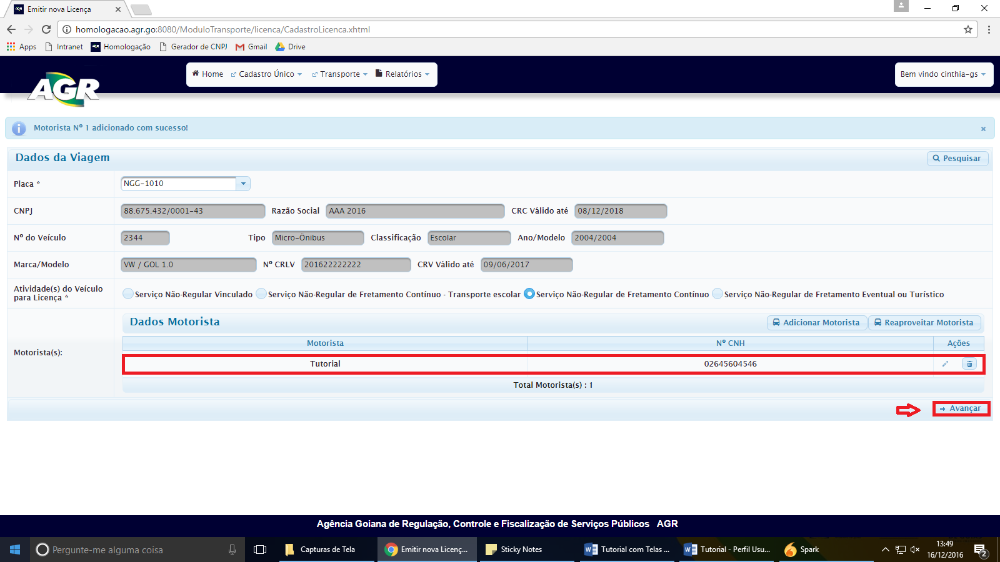 Emitir nova Licença
homologacao.agr.go:8080/ModuloTransporte/licenca/CadastroLicenca.xhtml
Apps Intranet AGR Homologação Gerador de CNPJ Gmail Drive
AGR
Home Cadastro Único Transporte Relatórios
Bem vindo cinthia-gs
Motorista Nº 1 adicionado com sucesso!
Dados da Viagem
Pesquisar
Placa * NGG-1010
CNPJ 88.675.432/0001-43 Razão Social AAA 2016 CRC Válido até 08/12/2018
Nº do Veículo 2344 Tipo Micro-Ônibus Classificação Escolar Ano/Modelo 2004/2004
Marca/Modelo VW / GOL 1.0 Nº CRLV 201622222222 CRV Válido até 09/06/2017
Atividade(s) do Veículo
para Licença *
Serviço Não-Regular Vinculado Serviço Não-Regular de Fretamento Contínuo - Transporte escolar Serviço Não-Regular de Fretamento Contínuo Serviço Não-Regular de Fretamento Eventual ou Turístico
Dados Motorista
Adicionar Motorista Reaproveitar Motorista
Motorista Nº CNH Ações
Motorista(s):
Tutorial 02645604546
Total Motorista(s) : 1
Avançar
Agência Goiana de Regulação, Controle e Fiscalização de Serviços Públicos AGR
Pergunte-me alguma coisa
Capturas de Tela
Emitir nova Licenç...
Sticky Notes
Tutorial com Telas ...
Tutorial - Perfil Usu...
Spark
13:49
16/12/2016
2